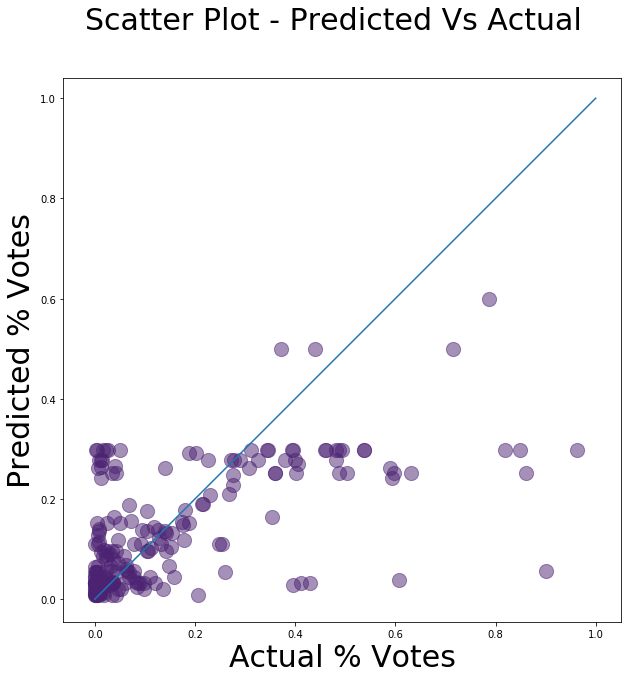 Scatter Plot - Predicted Vs Actual
Predicted % Votes
1.0
0.8
0.6
0.4
0.2
0.0
0.0 0.2 0.4 0.6 0.8 1.0
Actual % Votes